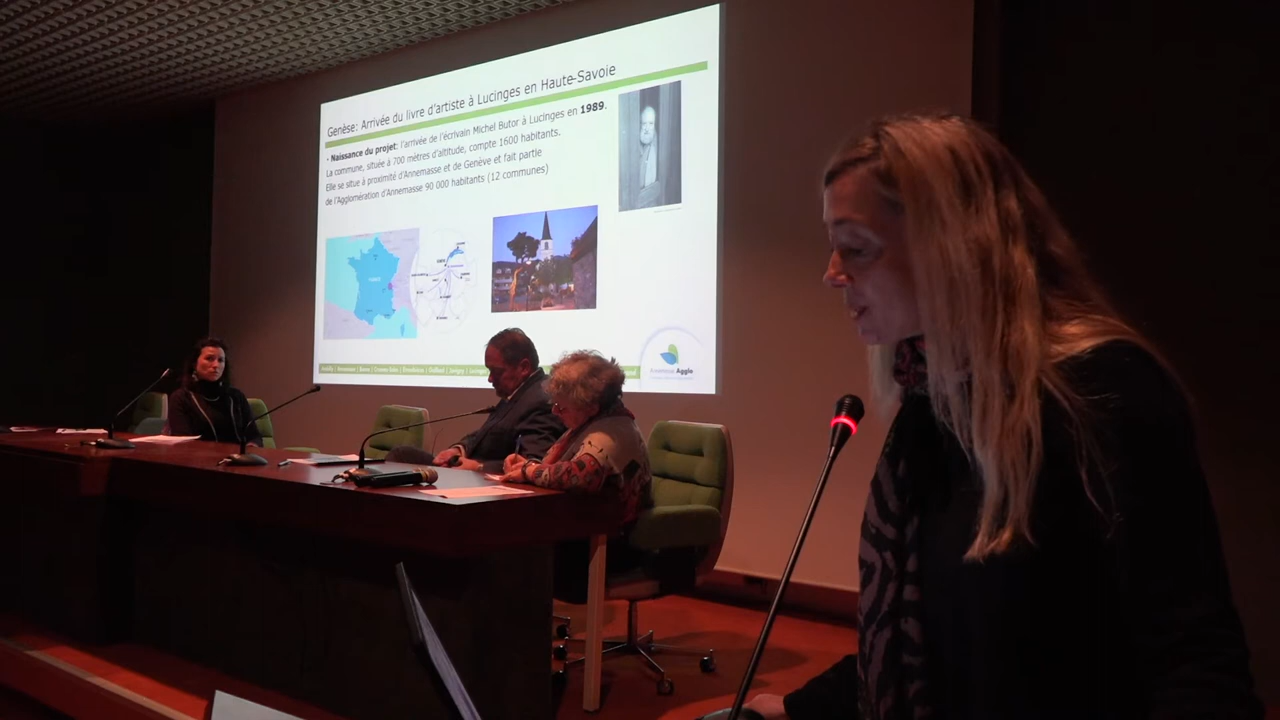 Genèse: Arrivée du livre d'artiste à Lucinges en Haute-Savoie
- Naissance du projet: l'arrivée de l'écrivain Michel Butor à Lucinges en 1989.
La commune, située à 700 mètres d'altitude, compte 1600 habitants.
Elle se situe à proximité d'Annemasse et de Genève et fait partie
de l'Agglomération d'Annemasse 90 000 habitants (12 communes)
Annemasse Agglo